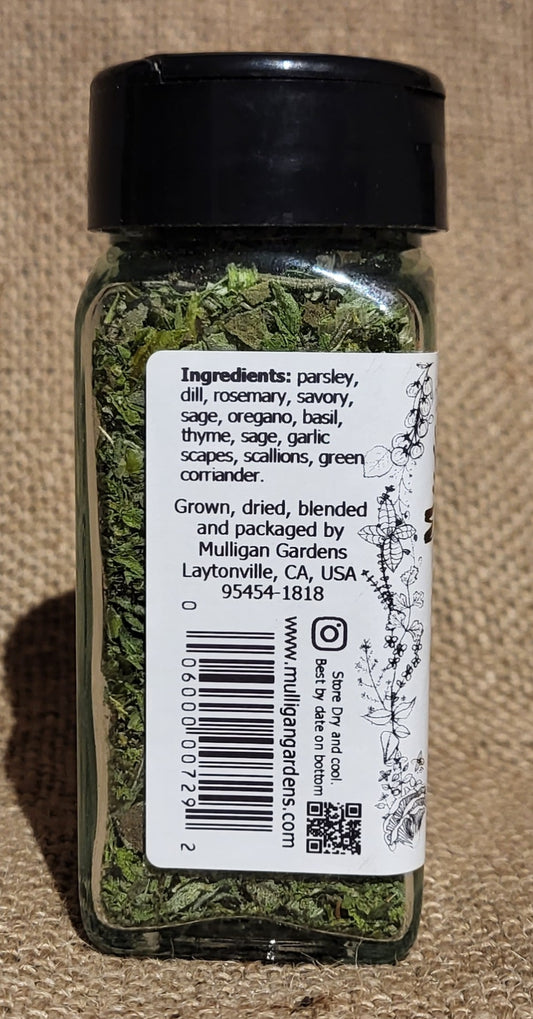 Ingredients: parsley,
dill, rosemary, savory,
sage, oregano, basil,
thyme, sage, garlic
scapes, scallions, green
corriander.
Grown, dried, blended
and packaged by
Mulligan Gardens
Laytonville, CA, USA
95454-1818
Store Dry and cool.
Best by date on bottom
www.mulligangardens.com
0 06000 00729 2